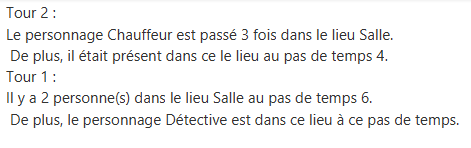 Tour 2 :
Le personnage Chauffeur est passé 3 fois dans le lieu Salle.
De plus, il était présent dans ce le lieu au pas de temps 4.
Tour 1 :
Il y a 2 personne(s) dans le lieu Salle au pas de temps 6.
De plus, le personnage Détective est dans ce lieu à ce pas de temps.